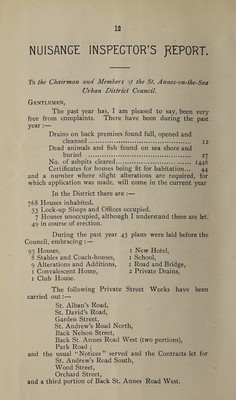 12
NUISANCE INSPECTOR'S REPORT.
To the Chairman and Members of the St. Annes-on-the-Sea
Urban District Council.
GENTLEMEN,
The past year has, I am pleased to say, been very
free from complaints. There have been during the past
year :—
Drains on back premises found full, opened and
cleansed ........ 12
Dead animals and fish found on sea shore and
buried ........ 27
No. of ashpits cleared ........ 1446
Certificates for houses being fit for habitation... 44
and a number where slight alterations are required, for
which application was made, will come in the current year
In the District there are :—
768 Houses inhabited.
33 Lock-up Shops and Offices occupied.
7 Houses unoccupied, although I understand these are let.
49 in course of erection.
During the past year 43 plans were laid before the
Council, embracing :—
93 Houses, 1 New Hotel,
8 Stables and Coach-houses, 1 School,
9 Alterations and Additions, 1 Road and Bridge,
1 Convalescent Home, 2 Private Drains,
1 Club House.
The following Private Street Works have been
carried out :—
St. Alban's Road,
St. David's Road,
Garden Street,
St. Andrew's Road North,
Back Nelson Street,
Back St. Annes Road West (two portions),
Park Road ;
and the usual "Notices" served and the Contracts let for
St. Andrew's Road South,
Wood Street,
Orchard Street,
and a third portion of Back St. Annes Road West.